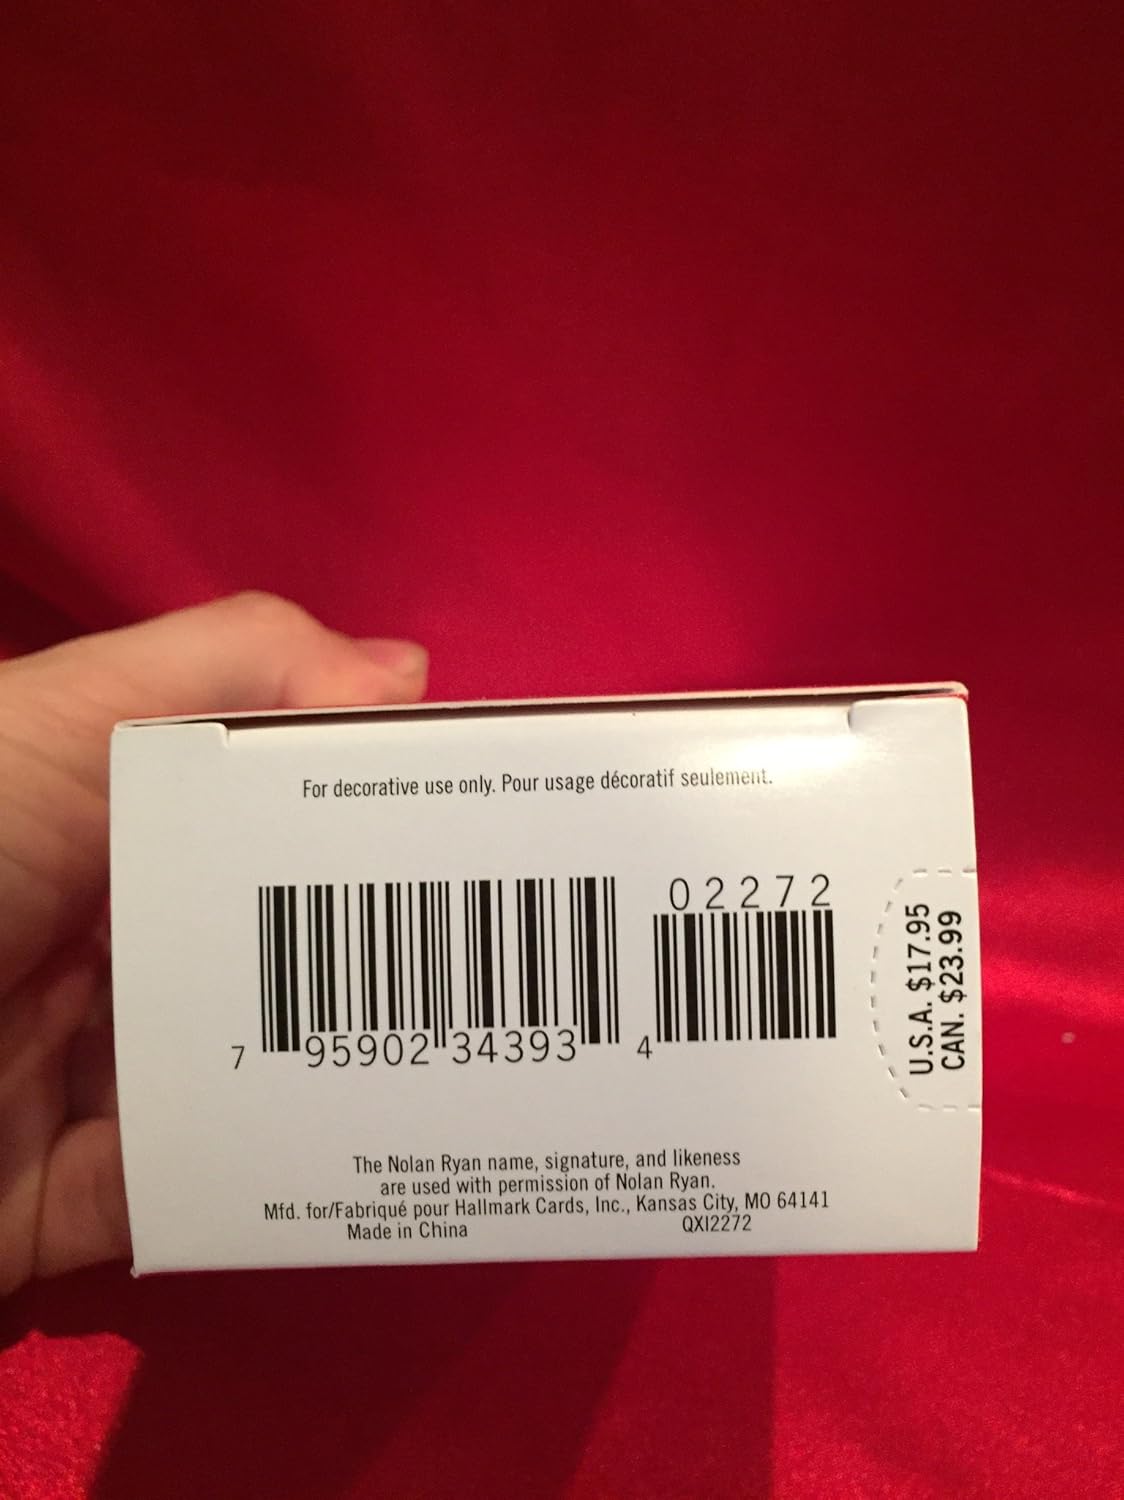 For decorative use only. Pour usage décoratif seulement.
02272
7 95902 34393 4
U.S.A. $17.95
CAN. $23.99
The Nolan Ryan name, signature, and likeness
are used with permission of Nolan Ryan.
Mfd. for/Fabriqué pour Hallmark Cards, Inc., Kansas City, MO 64141
Made in China QXI2272